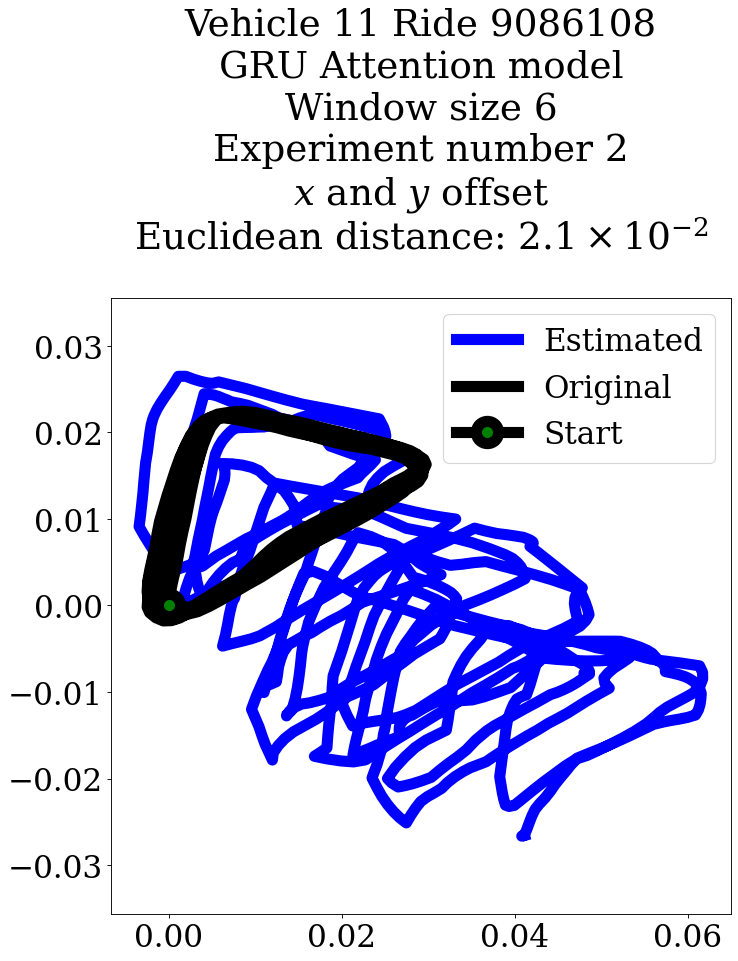 Vehicle 11 Ride 9086108
GRU Attention model
Window size 6
Experiment number 2
x and y offset
Euclidean distance: 2.1 × 10⁻²
Estimated
Original
Start
0.03
0.02
0.01
0.00
−0.01
−0.02
−0.03
0.00 0.02 0.04 0.06